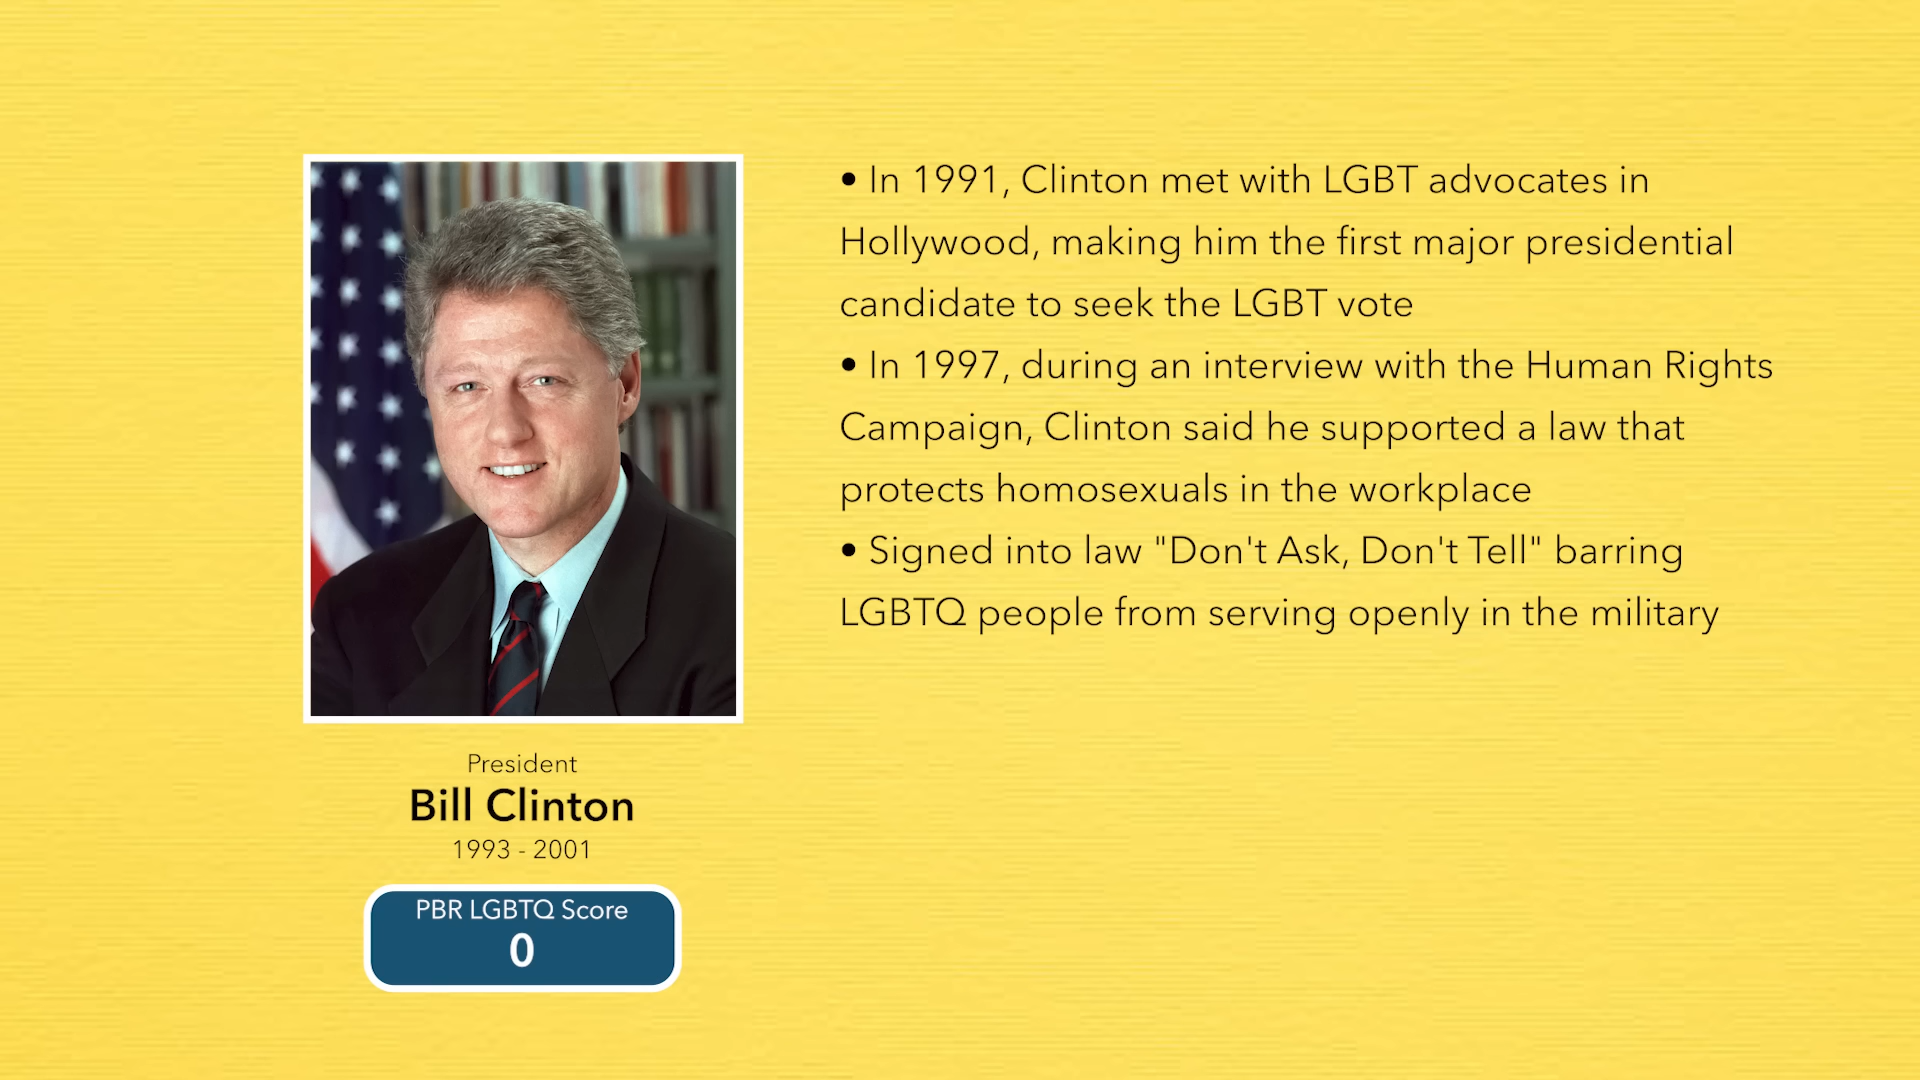 • In 1991, Clinton met with LGBT advocates in
Hollywood, making him the first major presidential
candidate to seek the LGBT vote
• In 1997, during an interview with the Human Rights
Campaign, Clinton said he supported a law that
protects homosexuals in the workplace
• Signed into law "Don't Ask, Don't Tell" barring
LGBTQ people from serving openly in the military
President
Bill Clinton
1993 - 2001
PBR LGBTQ Score
0